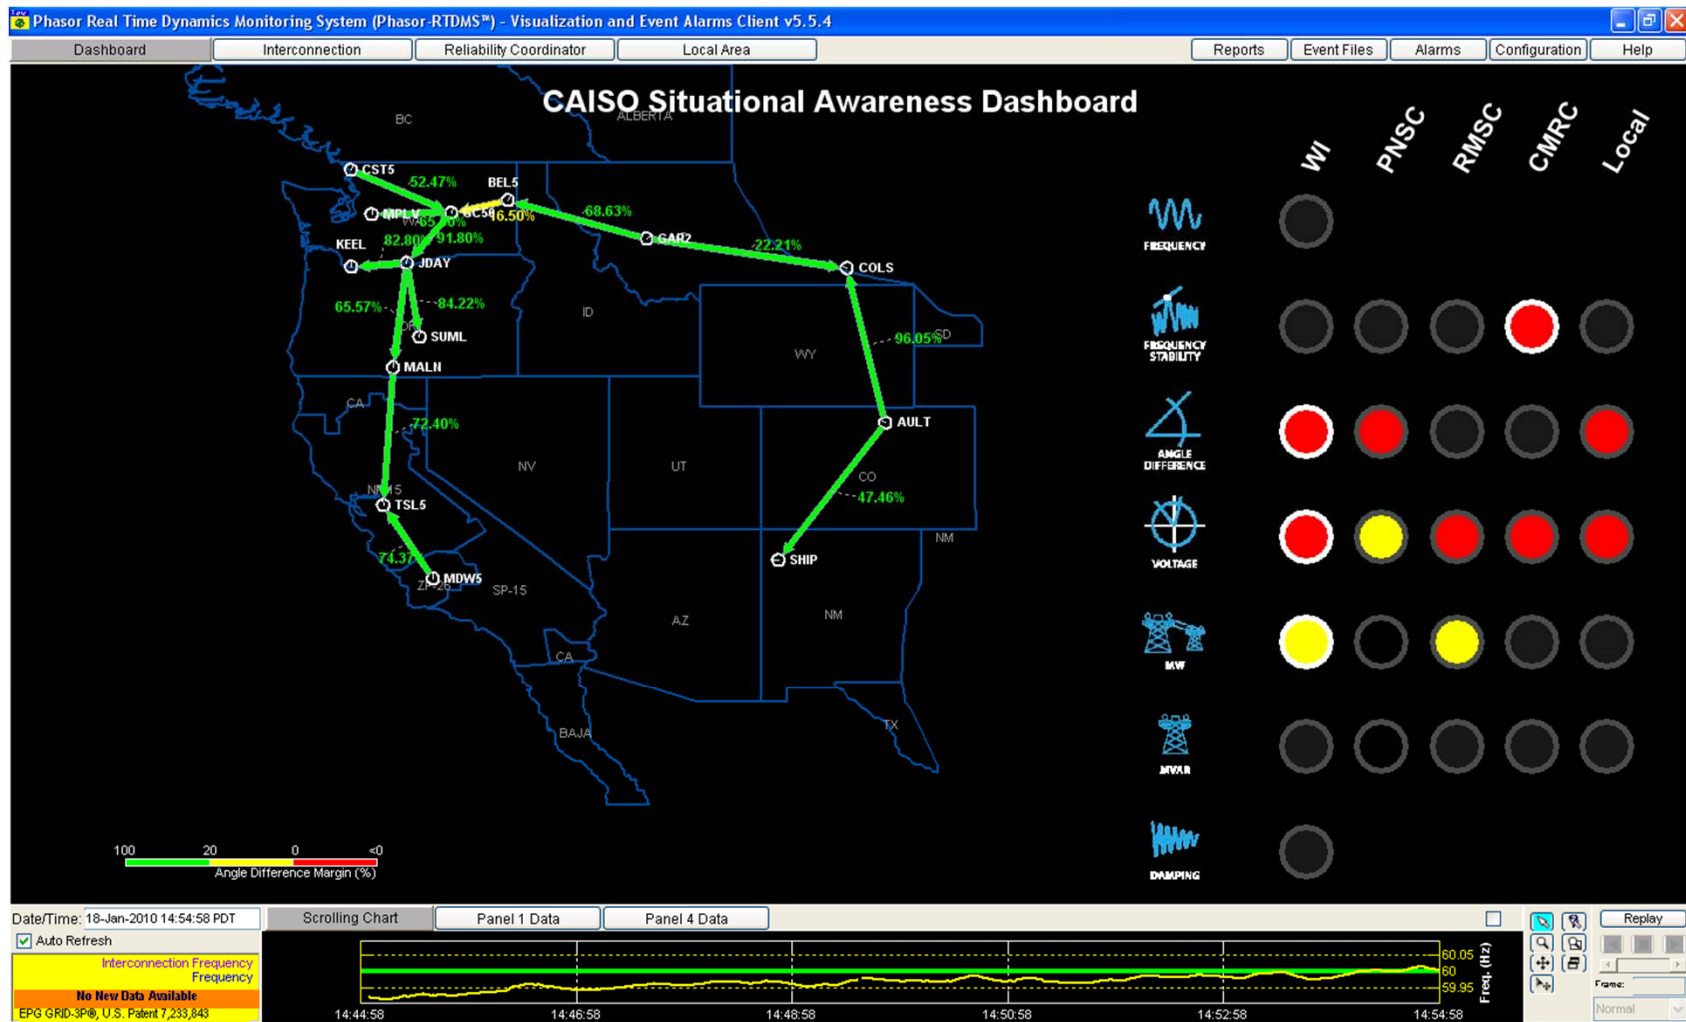 Phasor Real Time Dynamics Monitoring System (Phasor-RTDMS™) - Visualization and Event Alarms Client v5.5.4
Dashboard Interconnection Reliability Coordinator Local Area Reports Event Files Alarms Configuration Help
CAISO Situational Awareness Dashboard
BC
ALBERTA
WI PNSC RMSC CMRC Local
CST5
52.47%
BEL5
MPLV
16.50%
68.63%
GAR2
KEEL
82.80%
91.80%
22.21%
FREQUENCY
JDAY
COLS
65.57%
84.22%
OR
ID
SUML
96.05%
SD
FREQUENCY
STABILITY
WY
MALN
CA
72.40%
AULT
NV
UT
CO
ANGLE
DIFFERENCE
47.46%
TSL5
NM
74.37
SHIP
VOLTAGE
MDW5
SP-15
AZ
NM
CA
MW
BAJA
TX
MVAR
100 20 0 <0
Angle Difference Margin (%)
DAMPING
Date/Time: 18-Jan-2010 14:54:58 PDT
Scrolling Chart Panel 1 Data Panel 4 Data
Replay
Auto Refresh
Interconnection Frequency
Frequency
No New Data Available
EPG GRID-3P®, U.S. Patent 7,233,843
60.05
60
59.95
Freq. (Hz)
14:44:58 14:46:58 14:48:58 14:50:58 14:52:58 14:54:58
Frame:
Normal